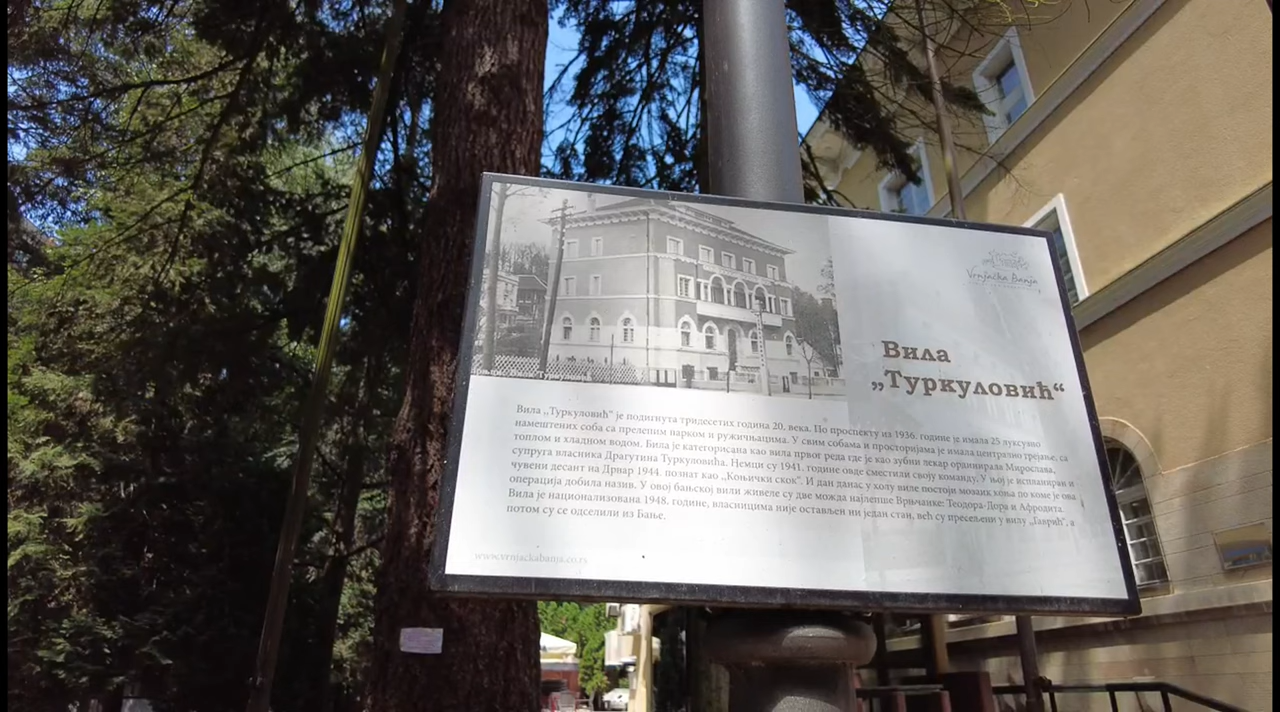 Vrnjačka Banja
Вила
„Туркуловић“
Вила „Туркуловић“ је подигнута тридесетих година 20. века. По проспекту из 1936. године је имала 25 луксузно
намештених соба са прелепим парком и ружичњацима. У свим собама и просторијама је имала централно грејање, са
топлом и хладном водом. Била је категорисана као вила првог реда где је као зубни лекар ординирала Мирослава,
супруга власника Драгутина Туркуловића. Немци су 1941. године овде сместили своју команду. У њој је испланиран и
чувени десант на Дрвар 1944. познат као „Коњички скок“. И дан данас у холу виле постоји мозаик коња по коме је ова
операција добила назив. У овој бањској вили живеле су две можда најлепше Врњчанке: Теодора-Дора и Афродита.
Вила је национализована 1948. године, власницима није остављен ни један стан, већ су пресељени у вилу „Гаврић“, а
потом су се одселили из Бање.
www.vrnjackabanja.co.rs